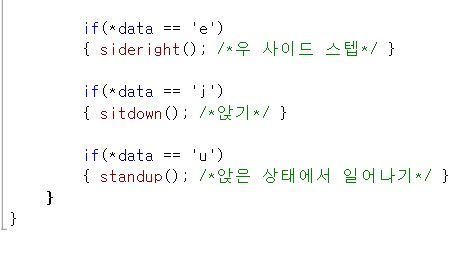 if(*data == 'e')
{ sideright(); /*우 사이드 스텝*/ }
if(*data == 'j')
{ sitdown(); /*앉기*/ }
if(*data == 'u')
{ standup(); /*앉은 상태에서 일어나기*/ }
}
}